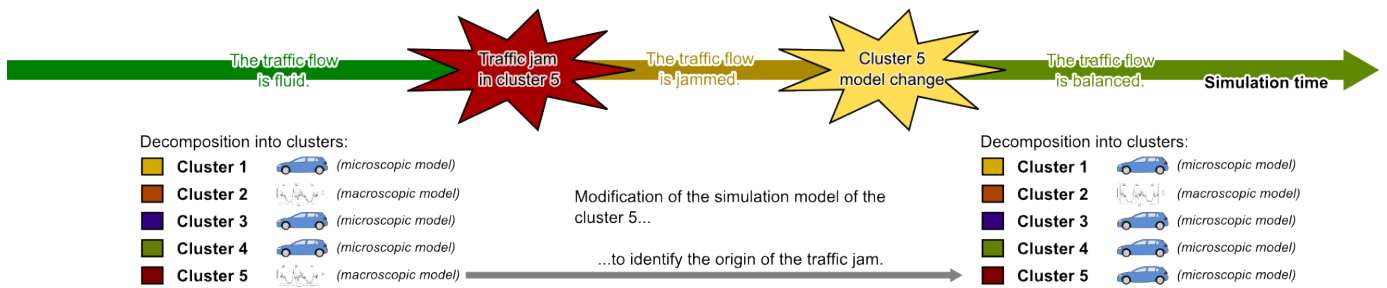 The traffic flow
is fluid.
Traffic jam
in cluster 5
The traffic flow
is jammed.
Cluster 5
model change
The traffic flow
is balanced.
Simulation time
Decomposition into clusters:
Cluster 1 (microscopic model)
Cluster 2 (macroscopic model)
Cluster 3 (microscopic model)
Cluster 4 (microscopic model)
Cluster 5 (macroscopic model)
Modification of the simulation model of the
cluster 5...
...to identify the origin of the traffic jam.
Decomposition into clusters:
Cluster 1 (microscopic model)
Cluster 2 (macroscopic model)
Cluster 3 (microscopic model)
Cluster 4 (microscopic model)
Cluster 5 (microscopic model)